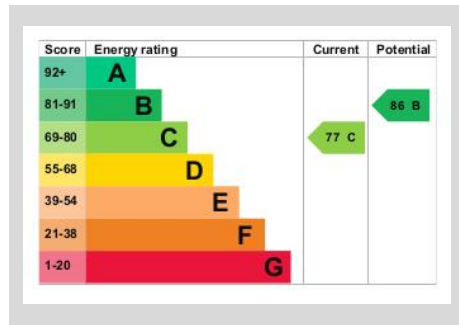 Score Energy rating Current Potential
92+ A
81-91 B 86 B
69-80 C 77 C
55-68 D
39-54 E
21-38 F
1-20 G